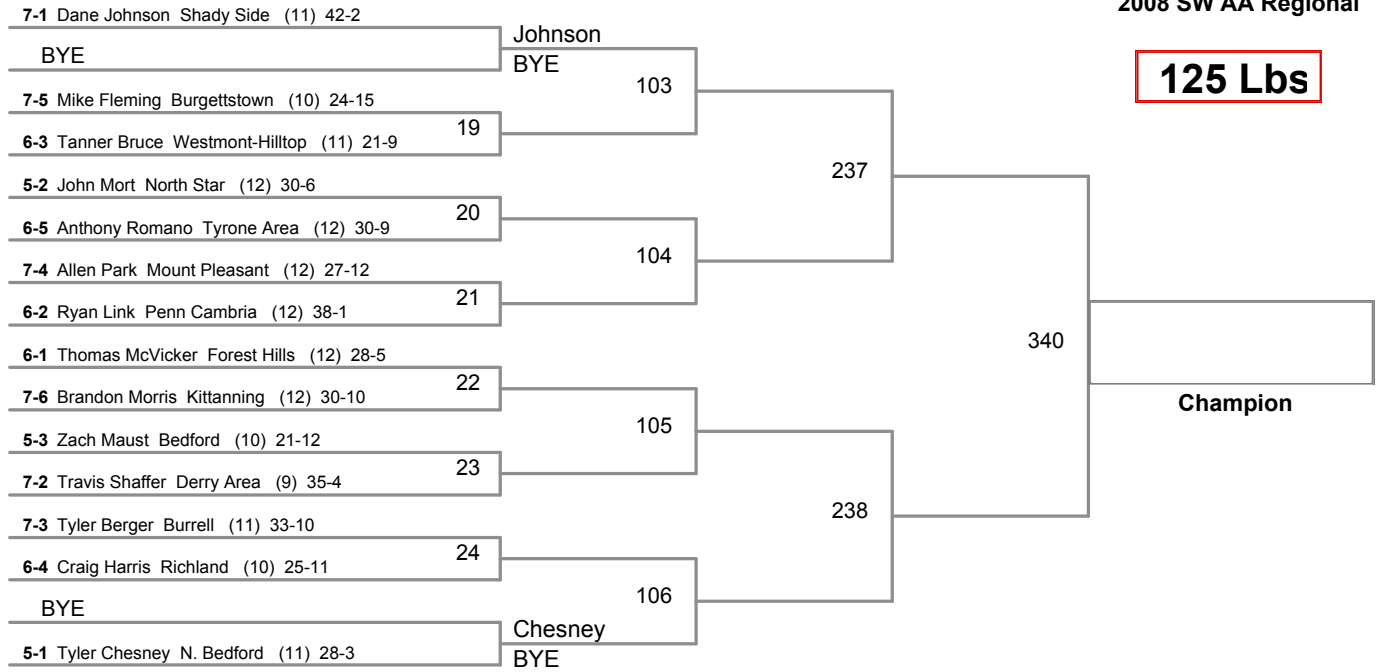 2008 SW AA Regional
125 Lbs
7-1 Dane Johnson Shady Side (11) 42-2
BYE
Johnson
BYE
103
7-5 Mike Fleming Burgettstown (10) 24-15
19
6-3 Tanner Bruce Westmont-Hilltop (11) 21-9
237
5-2 John Mort North Star (12) 30-6
20
6-5 Anthony Romano Tyrone Area (12) 30-9
104
7-4 Allen Park Mount Pleasant (12) 27-12
21
6-2 Ryan Link Penn Cambria (12) 38-1
340
Champion
6-1 Thomas McVicker Forest Hills (12) 28-5
22
7-6 Brandon Morris Kittanning (12) 30-10
105
5-3 Zach Maust Bedford (10) 21-12
23
7-2 Travis Shaffer Derry Area (9) 35-4
238
7-3 Tyler Berger Burrell (11) 33-10
24
6-4 Craig Harris Richland (10) 25-11
106
BYE
Chesney
BYE
5-1 Tyler Chesney N. Bedford (11) 28-3